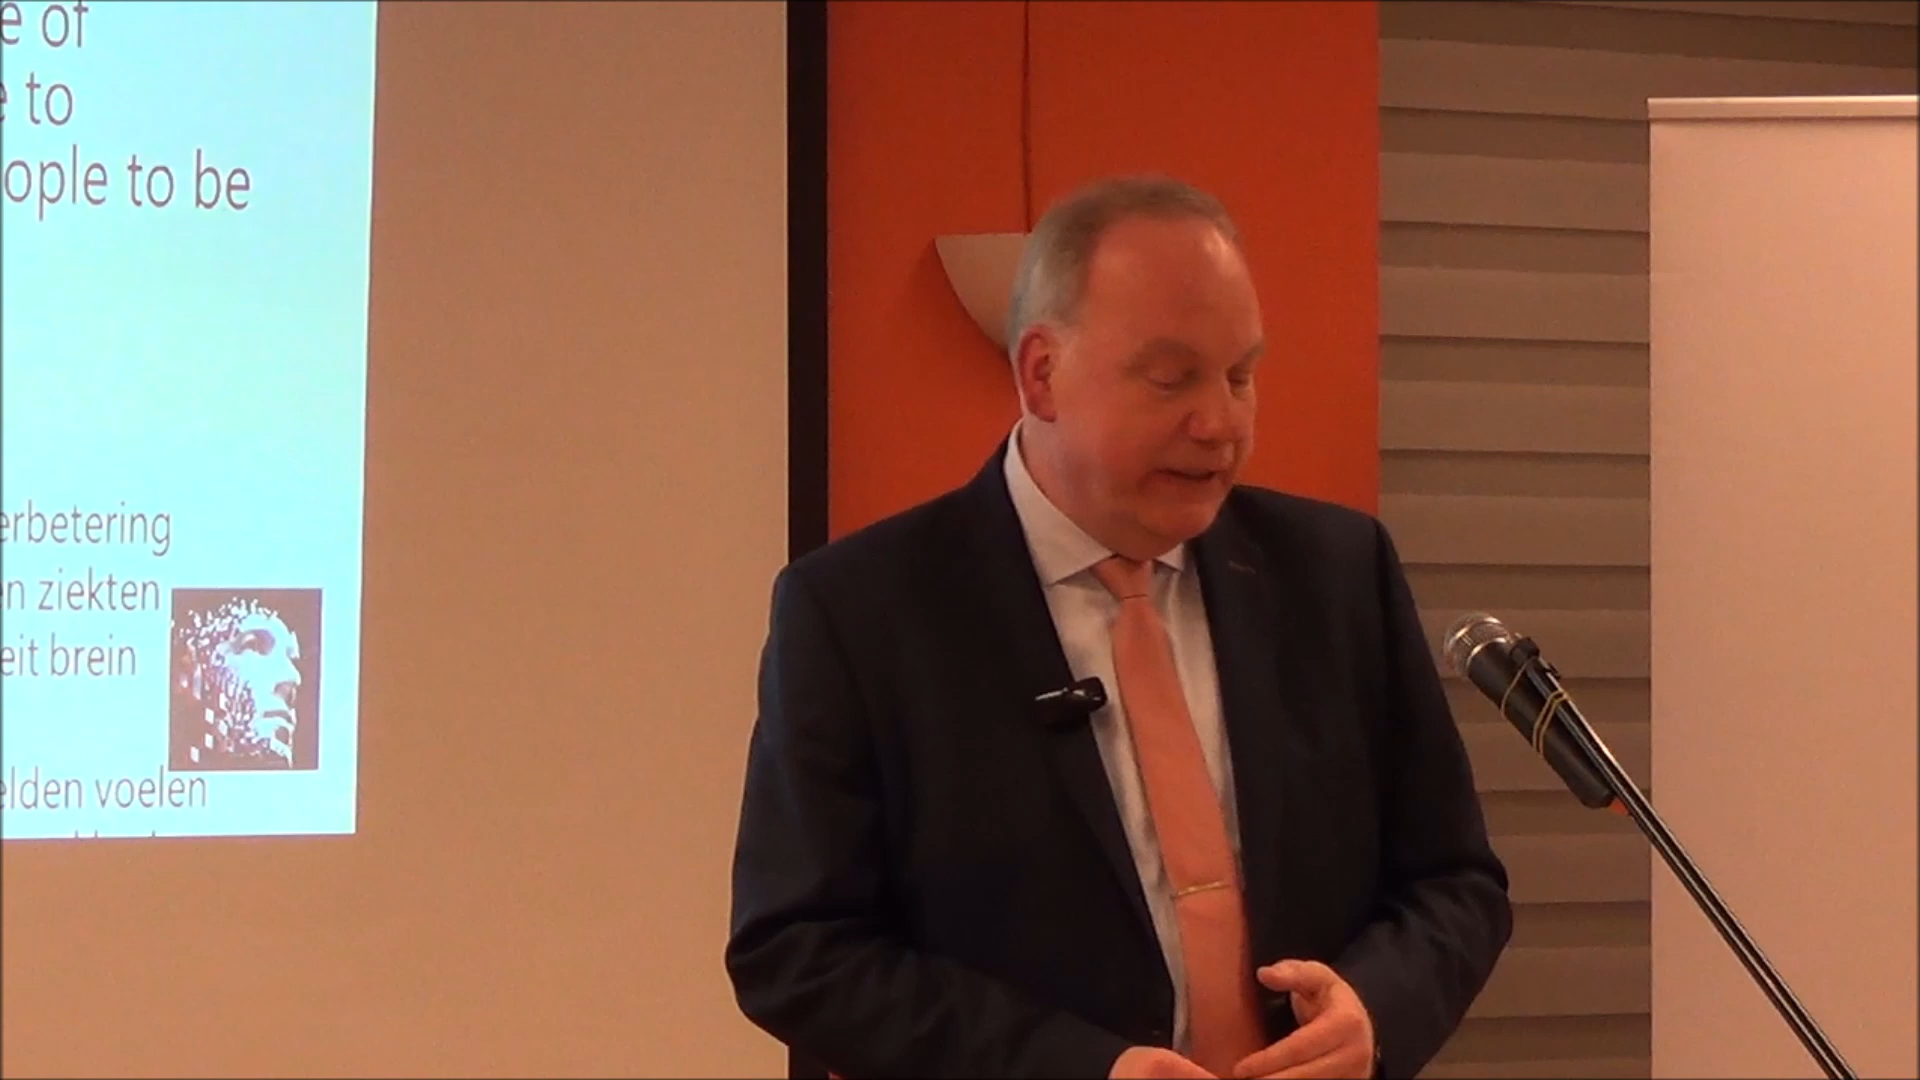 e of
to
ople to be
erbetering
n ziekten
eit brein
elden voelen